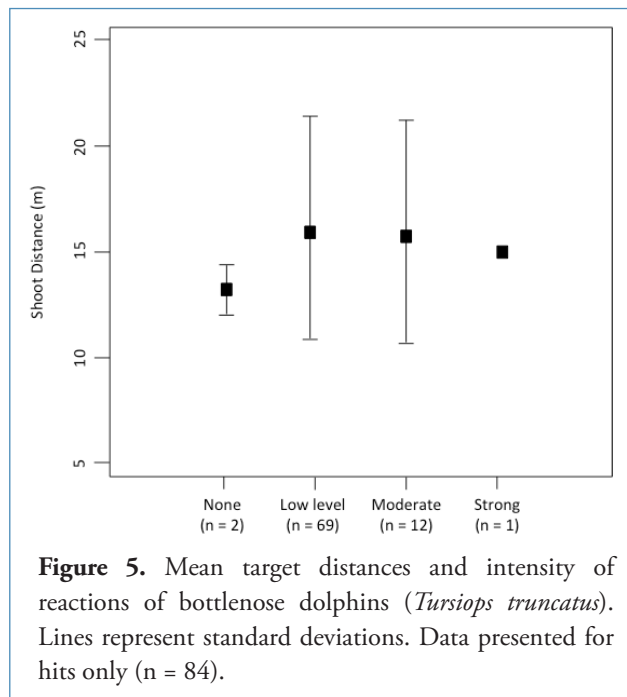 25
20
15
10
5
Shoot Distance (m)
None Low level Moderate Strong
(n = 2) (n = 69) (n = 12) (n = 1)
Figure 5. Mean target distances and intensity of
reactions of bottlenose dolphins (Tursiops truncatus).
Lines represent standard deviations. Data presented for
hits only (n = 84).